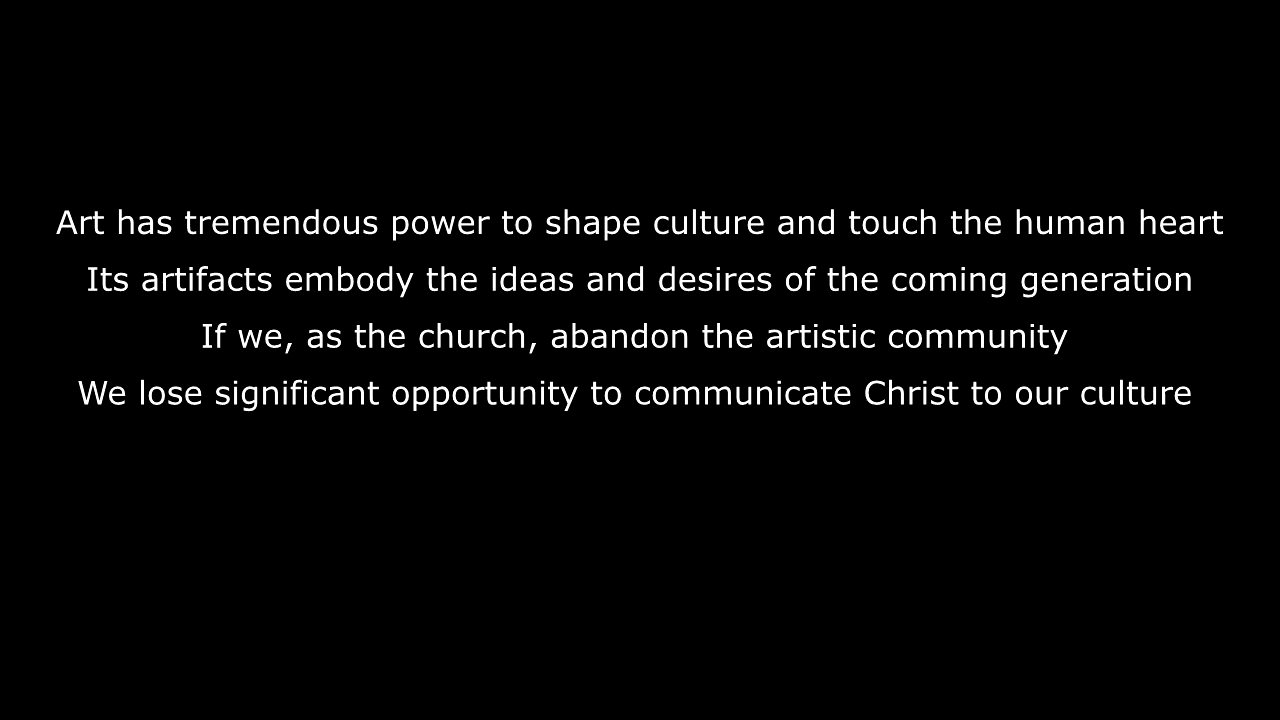 Art has tremendous power to shape culture and touch the human heart
Its artifacts embody the ideas and desires of the coming generation
If we, as the church, abandon the artistic community
We lose significant opportunity to communicate Christ to our culture